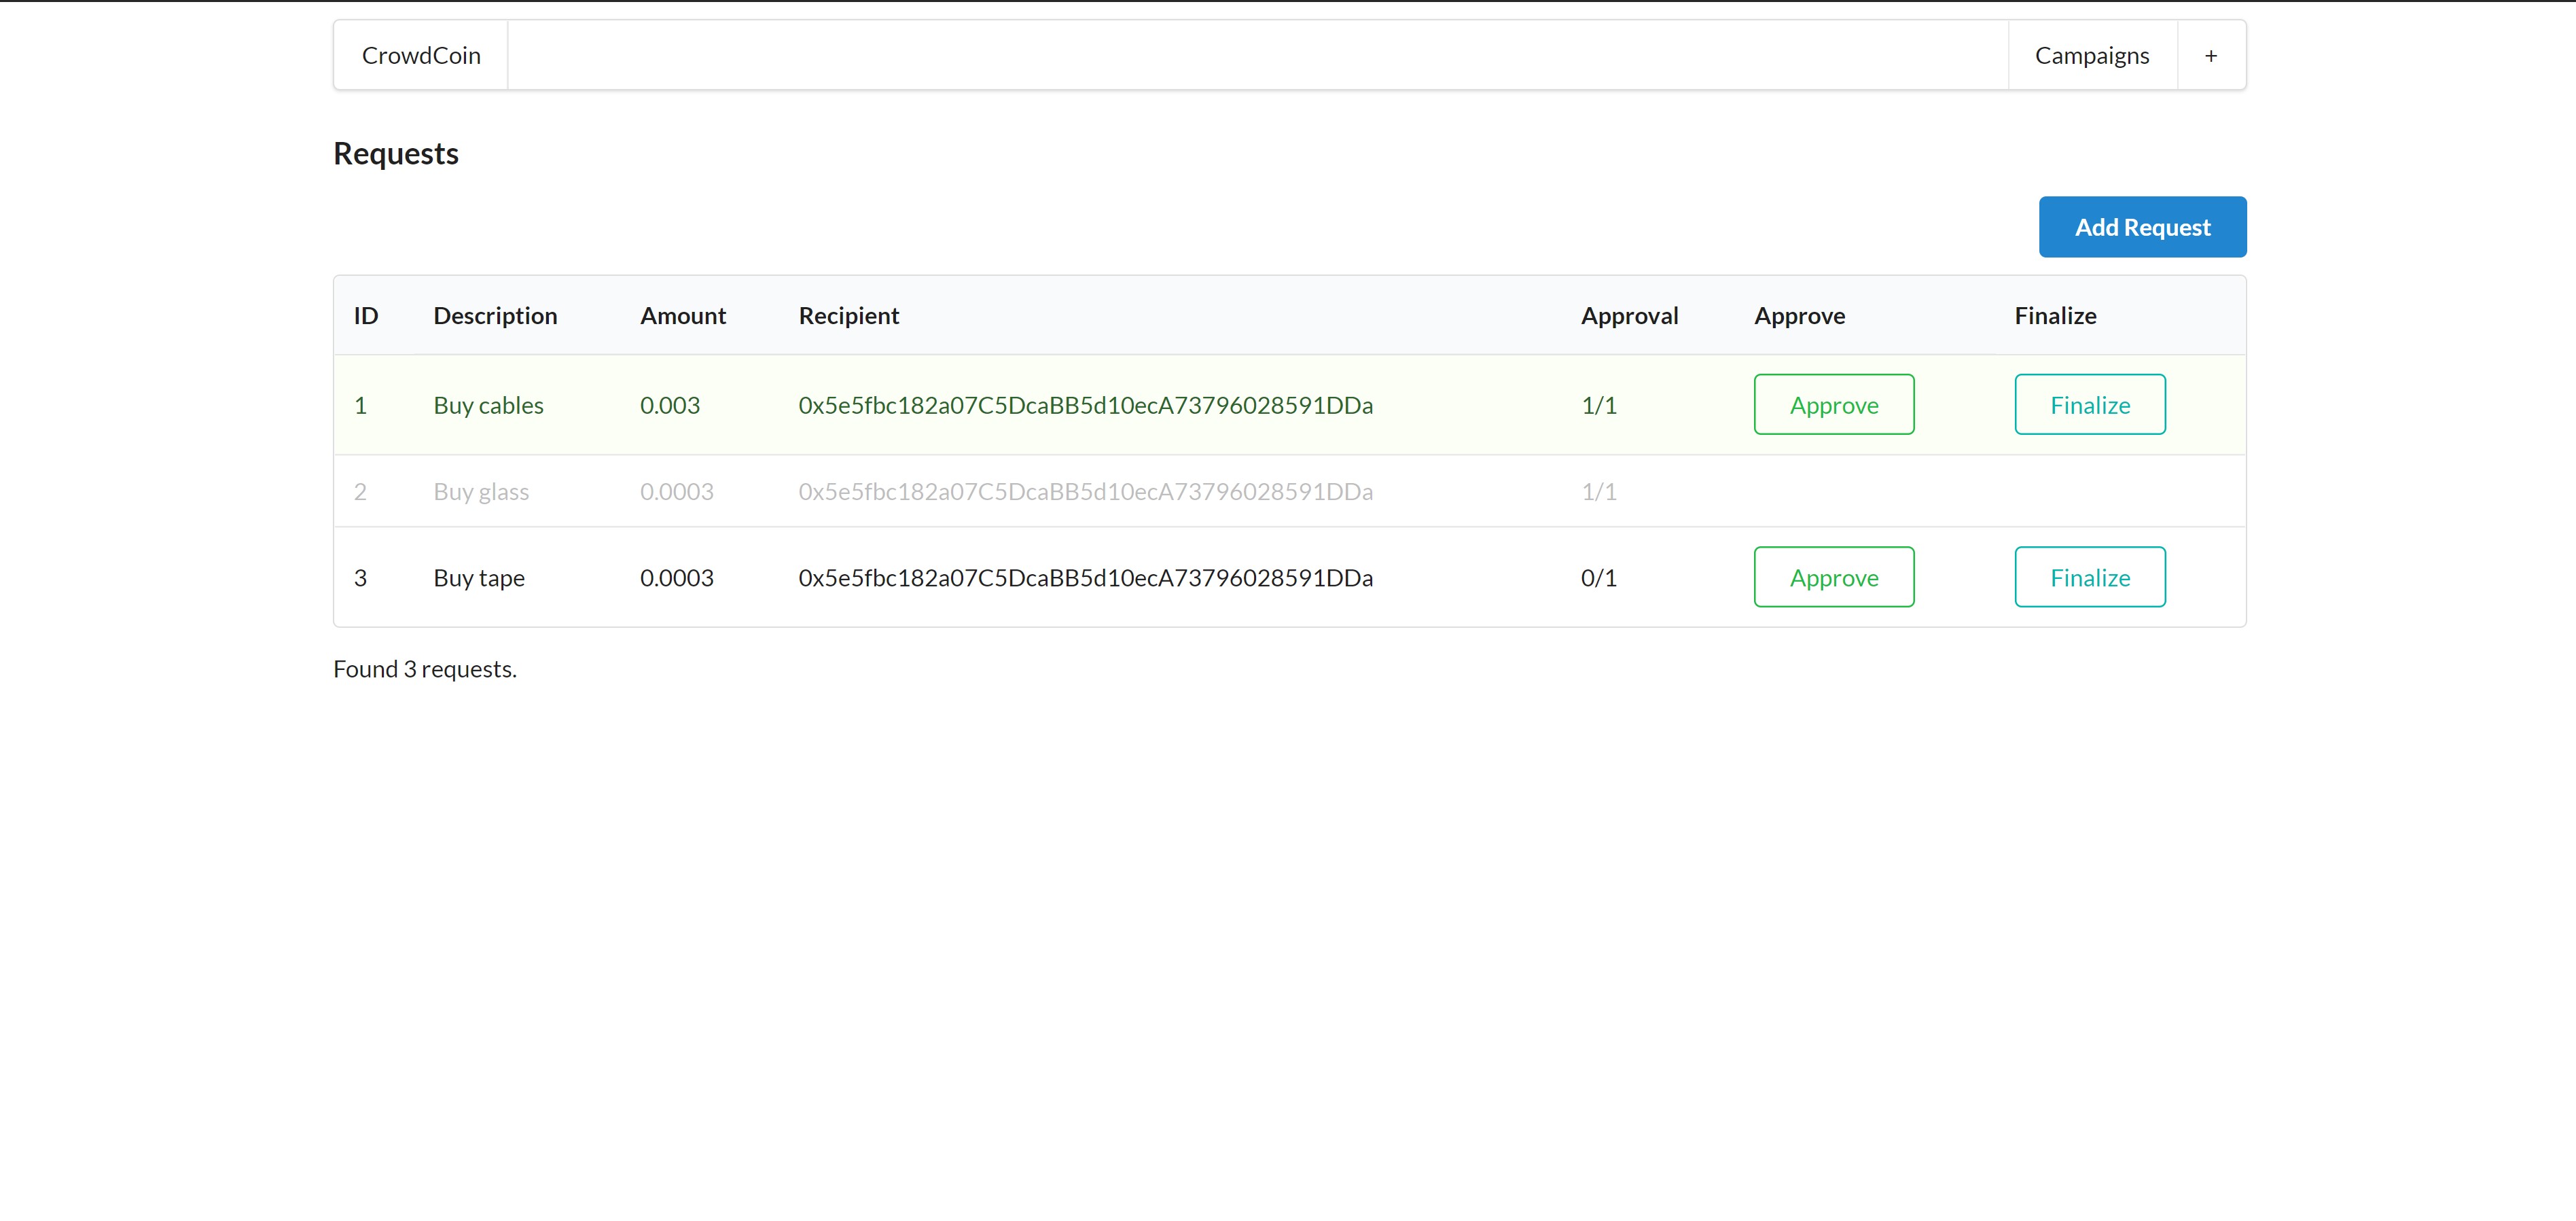 CrowdCoin Campaigns +
Requests
Add Request
ID Description Amount Recipient Approval Approve Finalize
1 Buy cables 0.003 0x5e5fbc182a07C5DcaBB5d10ecA73796028591DDa 1/1 Approve Finalize
2 Buy glass 0.0003 0x5e5fbc182a07C5DcaBB5d10ecA73796028591DDa 1/1
3 Buy tape 0.0003 0x5e5fbc182a07C5DcaBB5d10ecA73796028591DDa 0/1 Approve Finalize
Found 3 requests.